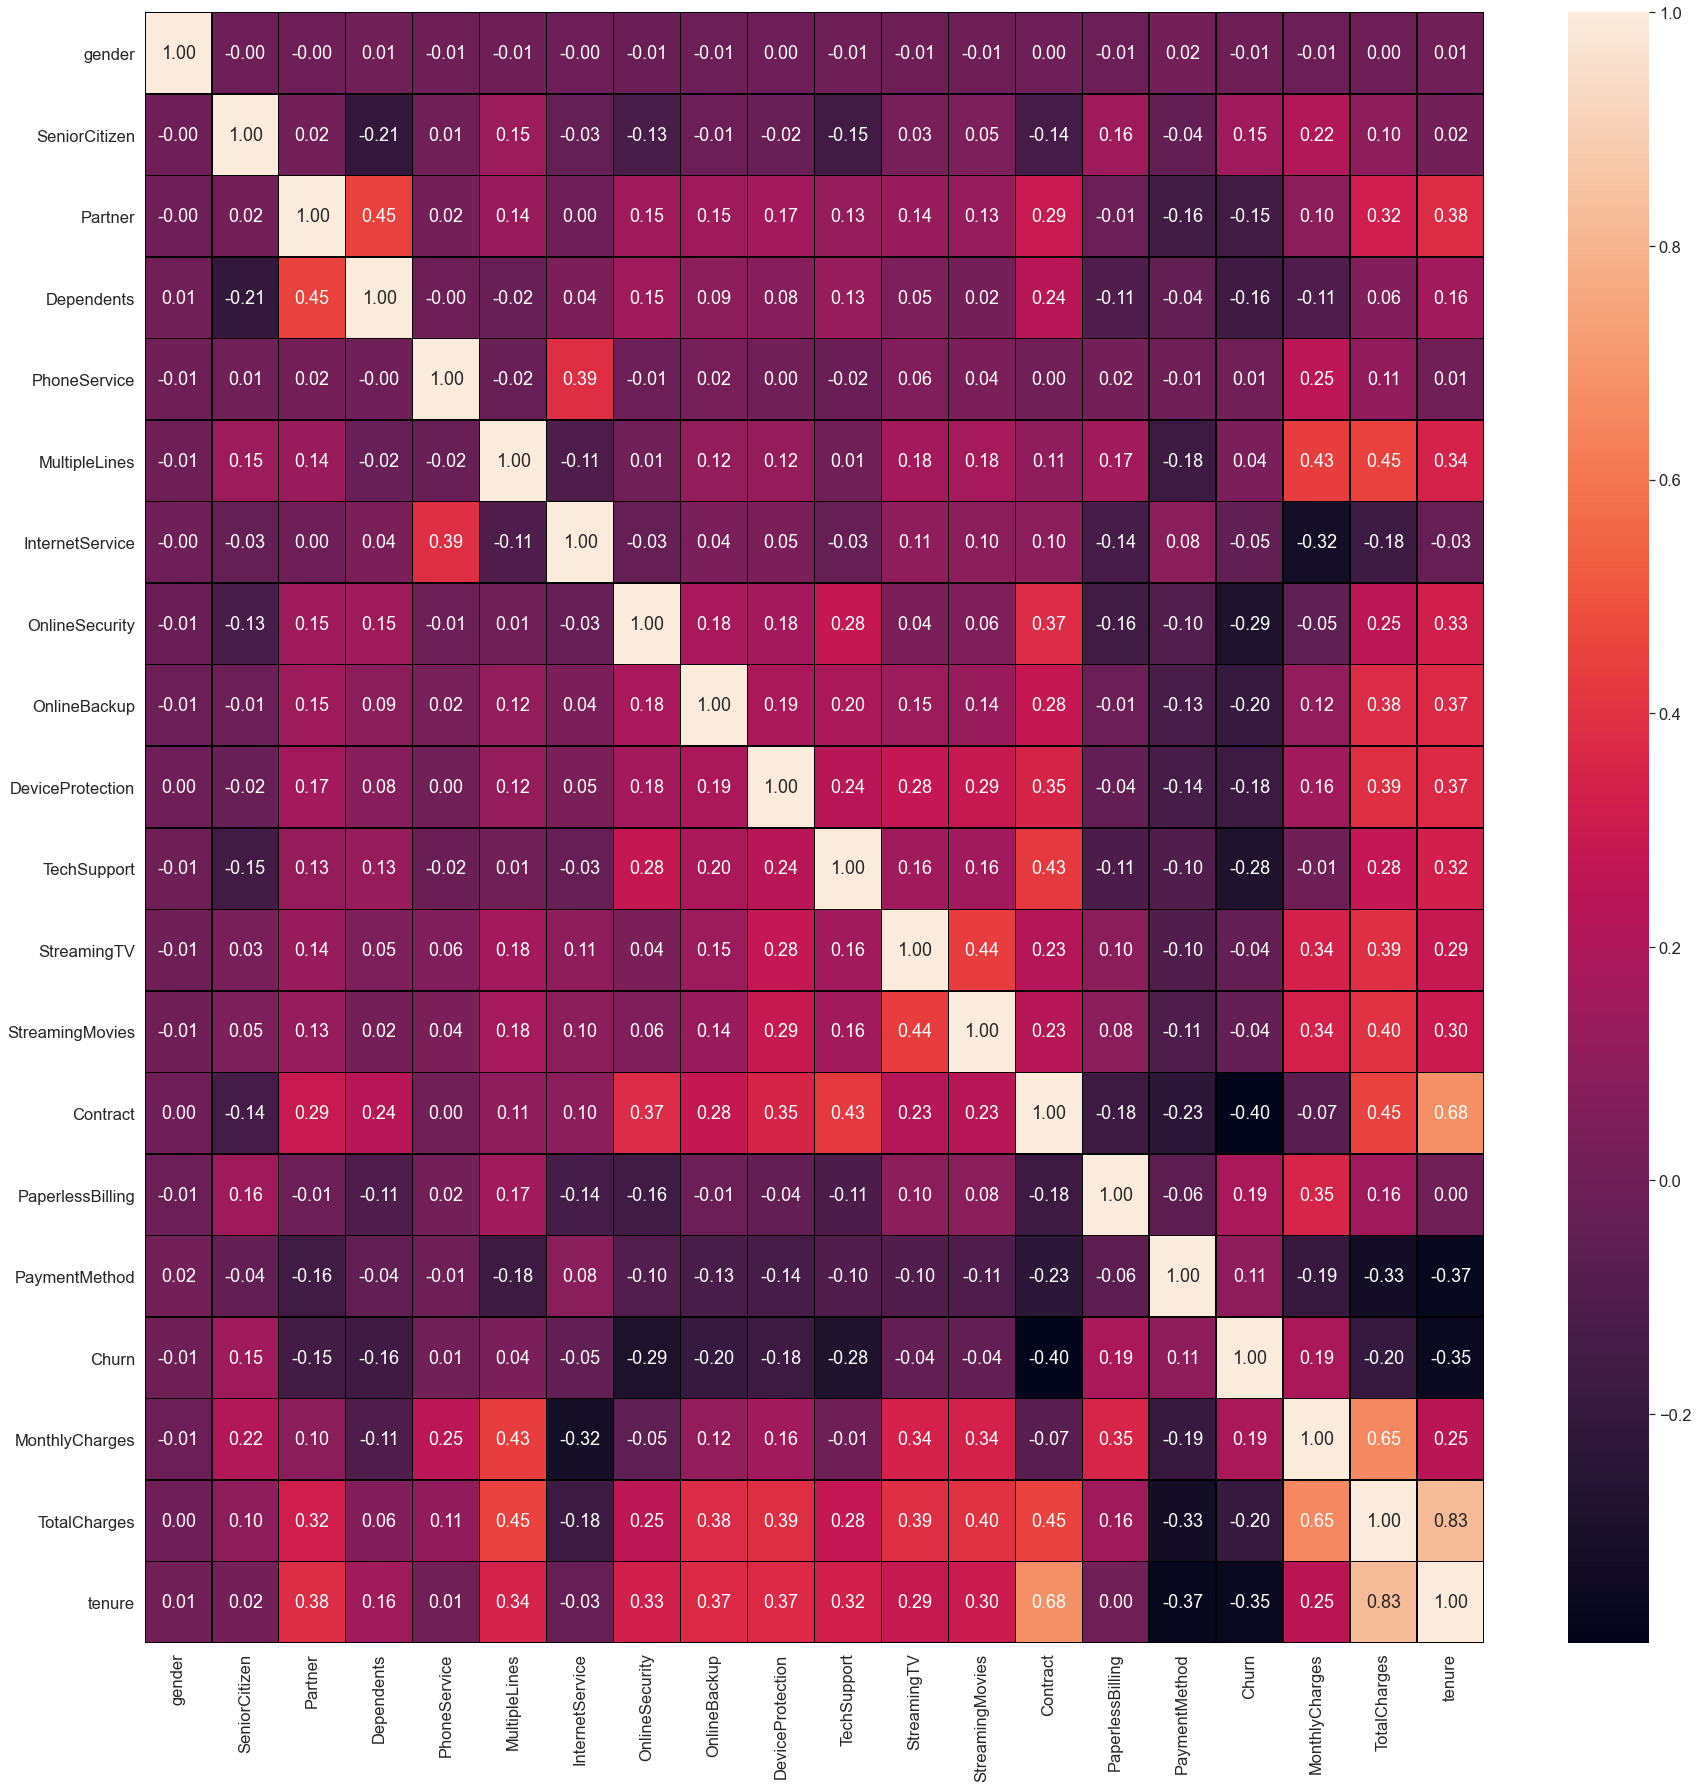 gender 1.00 -0.00 -0.00 0.01 -0.01 -0.01 -0.00 -0.01 -0.01 0.00 -0.01 -0.01 -0.01 0.00 -0.01 0.02 -0.01 -0.01 0.00 0.01
SeniorCitizen -0.00 1.00 0.02 -0.21 0.01 0.15 -0.03 -0.13 -0.01 -0.02 -0.15 0.03 0.05 -0.14 0.16 -0.04 0.15 0.22 0.10 0.02
Partner -0.00 0.02 1.00 0.45 0.02 0.14 0.00 0.15 0.15 0.17 0.13 0.14 0.13 0.29 -0.01 -0.16 -0.15 0.10 0.32 0.38
Dependents 0.01 -0.21 0.45 1.00 -0.00 -0.02 0.04 0.15 0.09 0.08 0.13 0.05 0.02 0.24 -0.11 -0.04 -0.16 -0.11 0.06 0.16
PhoneService -0.01 0.01 0.02 -0.00 1.00 -0.02 0.39 -0.01 0.02 0.00 -0.02 0.06 0.04 0.00 0.02 -0.01 0.01 0.25 0.11 0.01
MultipleLines -0.01 0.15 0.14 -0.02 -0.02 1.00 -0.11 0.01 0.12 0.12 0.01 0.18 0.18 0.11 0.17 -0.18 0.04 0.43 0.45 0.34
InternetService -0.00 -0.03 0.00 0.04 0.39 -0.11 1.00 -0.03 0.04 0.05 -0.03 0.11 0.10 0.10 -0.14 0.08 -0.05 -0.32 -0.18 -0.03
OnlineSecurity -0.01 -0.13 0.15 0.15 -0.01 0.01 -0.03 1.00 0.18 0.18 0.28 0.04 0.06 0.37 -0.16 -0.10 -0.29 -0.05 0.25 0.33
OnlineBackup -0.01 -0.01 0.15 0.09 0.02 0.12 0.04 0.18 1.00 0.19 0.20 0.15 0.14 0.28 -0.01 -0.13 -0.20 0.12 0.38 0.37
DeviceProtection 0.00 -0.02 0.17 0.08 0.00 0.12 0.05 0.18 0.19 1.00 0.24 0.28 0.29 0.35 -0.04 -0.14 -0.18 0.16 0.39 0.37
TechSupport -0.01 -0.15 0.13 0.13 -0.02 0.01 -0.03 0.28 0.20 0.24 1.00 0.16 0.16 0.43 -0.11 -0.10 -0.28 -0.01 0.28 0.32
StreamingTV -0.01 0.03 0.14 0.05 0.06 0.18 0.11 0.04 0.15 0.28 0.16 1.00 0.44 0.23 0.10 -0.10 -0.04 0.34 0.39 0.29
StreamingMovies -0.01 0.05 0.13 0.02 0.04 0.18 0.10 0.06 0.14 0.29 0.16 0.44 1.00 0.23 0.08 -0.11 -0.04 0.34 0.40 0.30
Contract 0.00 -0.14 0.29 0.24 0.00 0.11 0.10 0.37 0.28 0.35 0.43 0.23 0.23 1.00 -0.18 -0.23 -0.40 -0.07 0.45 0.68
PaperlessBilling -0.01 0.16 -0.01 -0.11 0.02 0.17 -0.14 -0.16 -0.01 -0.04 -0.11 0.10 0.08 -0.18 1.00 -0.06 0.19 0.35 0.16 0.00
PaymentMethod 0.02 -0.04 -0.16 -0.04 -0.01 -0.18 0.08 -0.10 -0.13 -0.14 -0.10 -0.10 -0.11 -0.23 -0.06 1.00 0.11 -0.19 -0.33 -0.37
Churn -0.01 0.15 -0.15 -0.16 0.01 0.04 -0.05 -0.29 -0.20 -0.18 -0.28 -0.04 -0.04 -0.40 0.19 0.11 1.00 0.19 -0.20 -0.35
MonthlyCharges -0.01 0.22 0.10 -0.11 0.25 0.43 -0.32 -0.05 0.12 0.16 -0.01 0.34 0.34 -0.07 0.35 -0.19 0.19 1.00 0.65 0.25
TotalCharges 0.00 0.10 0.32 0.06 0.11 0.45 -0.18 0.25 0.38 0.39 0.28 0.39 0.40 0.45 0.16 -0.33 -0.20 0.65 1.00 0.83
tenure 0.01 0.02 0.38 0.16 0.01 0.34 -0.03 0.33 0.37 0.37 0.32 0.29 0.30 0.68 0.00 -0.37 -0.35 0.25 0.83 1.00
gender
SeniorCitizen
Partner
Dependents
PhoneService
MultipleLines
InternetService
OnlineSecurity
OnlineBackup
DeviceProtection
TechSupport
StreamingTV
StreamingMovies
Contract
PaperlessBilling
PaymentMethod
Churn
MonthlyCharges
TotalCharges
tenure
1.0
0.8
0.6
0.4
0.2
0.0
−0.2